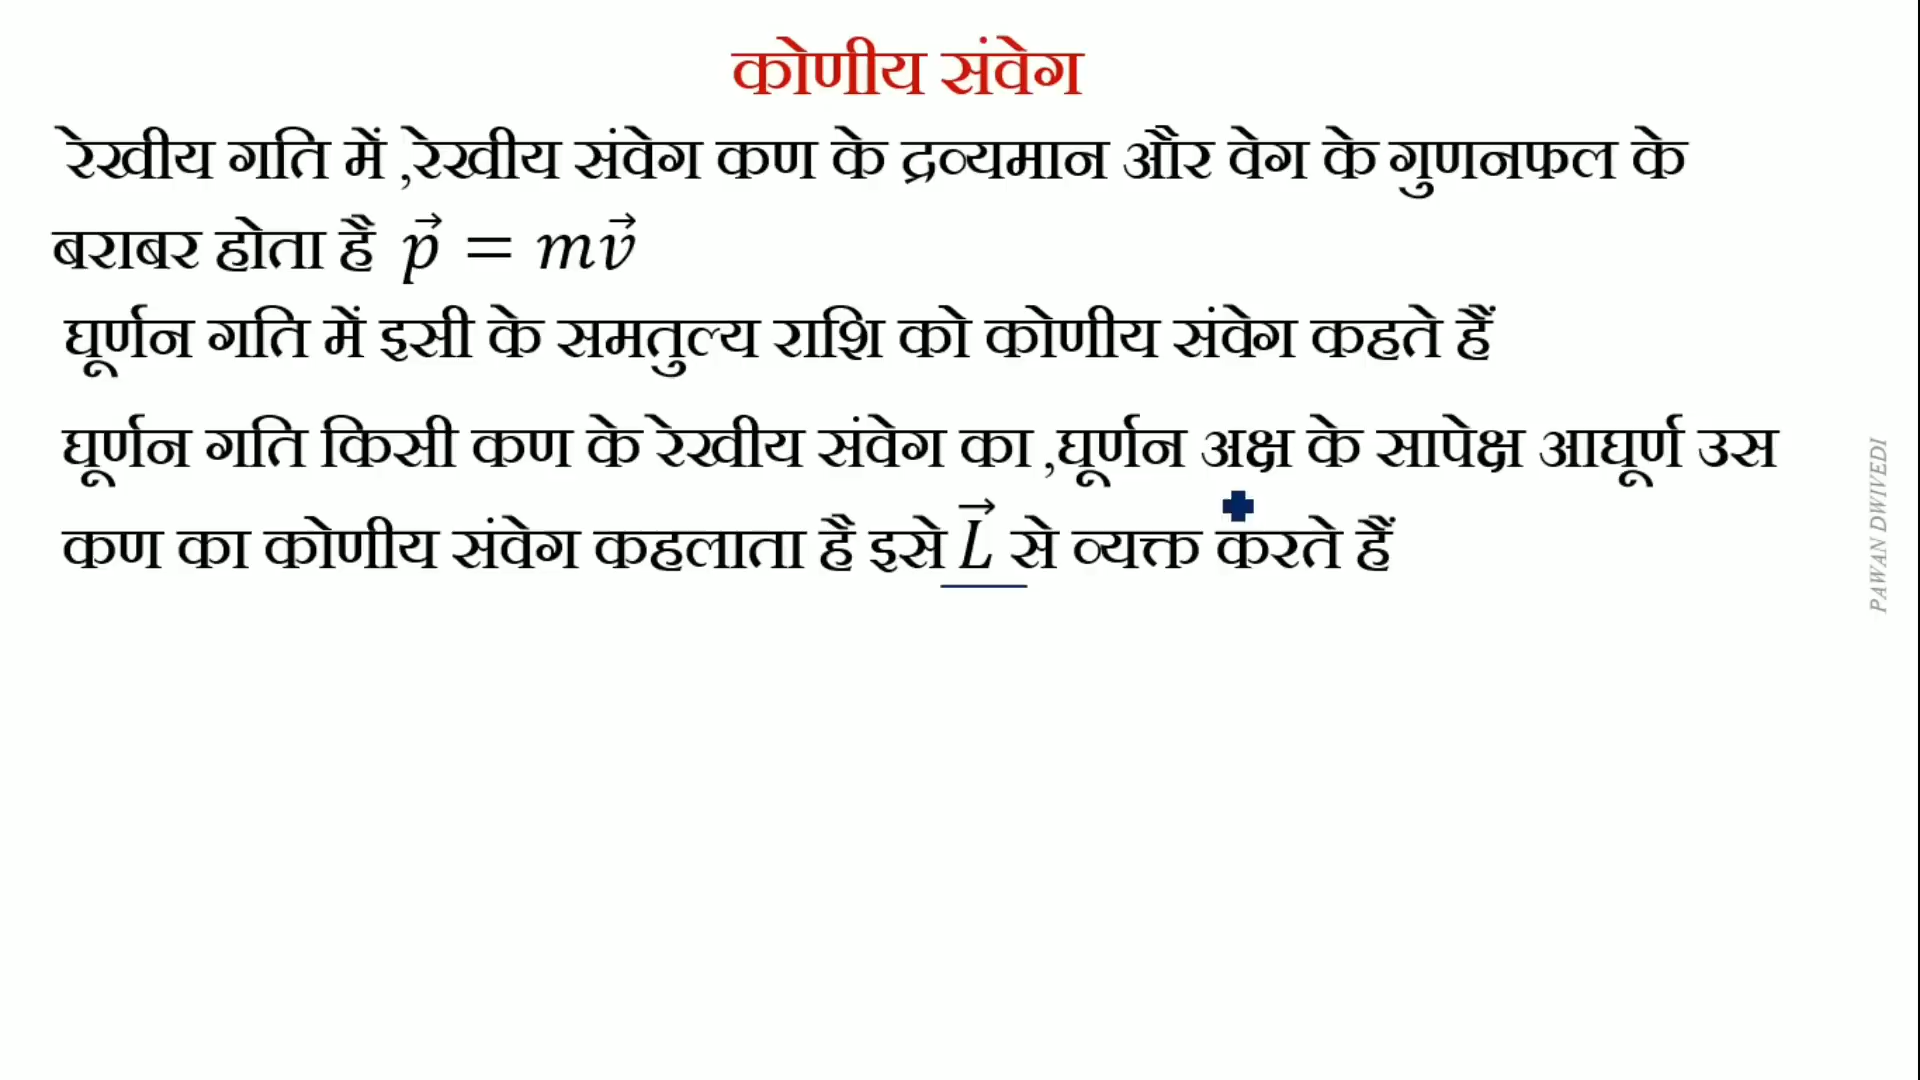 कोणीय संवेग
रेखीय गति में ,रेखीय संवेग कण के द्रव्यमान और वेग के गुणनफल के
बराबर होता है $\vec{p} = m\vec{v}$
घूर्णन गति में इसी के समतुल्य राशि को कोणीय संवेग कहते हैं
घूर्णन गति किसी कण के रेखीय संवेग का ,घूर्णन अक्ष के सापेक्ष आघूर्ण उस
कण का कोणीय संवेग कहलाता है इसे $\vec{L}$ से व्यक्त करते हैं
PAWAN DWIVEDI